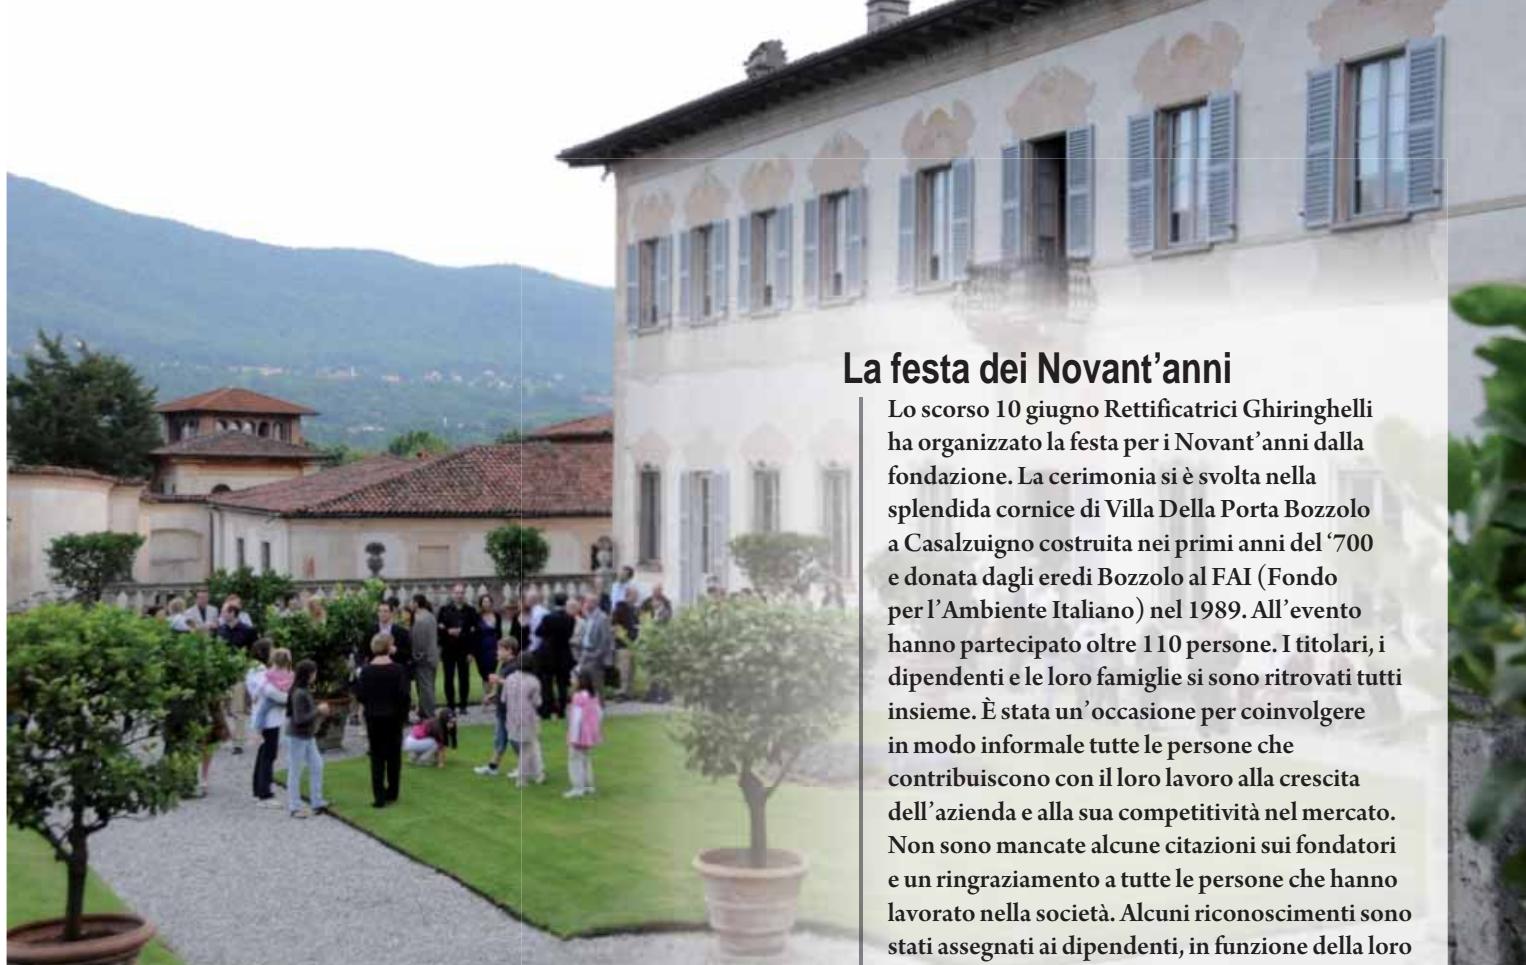 La festa dei Novant’anni
Lo scorso 10 giugno Rettificatrici Ghiringhelli
ha organizzato la festa per i Novant’anni dalla
fondazione. La cerimonia si è svolta nella
splendida cornice di Villa Della Porta Bozzolo
a Casalzuigno costruita nei primi anni del ‘700
e donata dagli eredi Bozzolo al FAI (Fondo
per l’Ambiente Italiano) nel 1989. All’evento
hanno partecipato oltre 110 persone. I titolari, i
dipendenti e le loro famiglie si sono ritrovati tutti
insieme. È stata un’occasione per coinvolgere
in modo informale tutte le persone che
contribuiscono con il loro lavoro alla crescita
dell’azienda e alla sua competitività nel mercato.
Non sono mancate alcune citazioni sui fondatori
e un ringraziamento a tutte le persone che hanno
lavorato nella società. Alcuni riconoscimenti sono
stati assegnati ai dipendenti, in funzione della loro